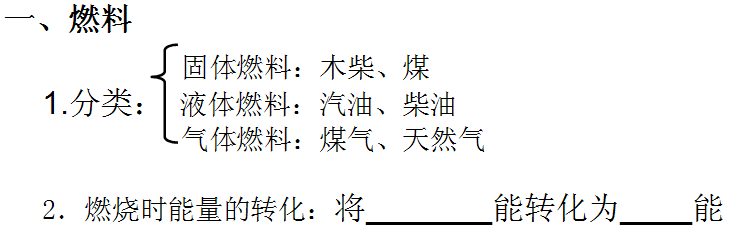 一、燃料
固体燃料：木柴、煤
1.分类：液体燃料：汽油、柴油
气体燃料：煤气、天然气
2．燃烧时能量的转化：将_______能转化为____能